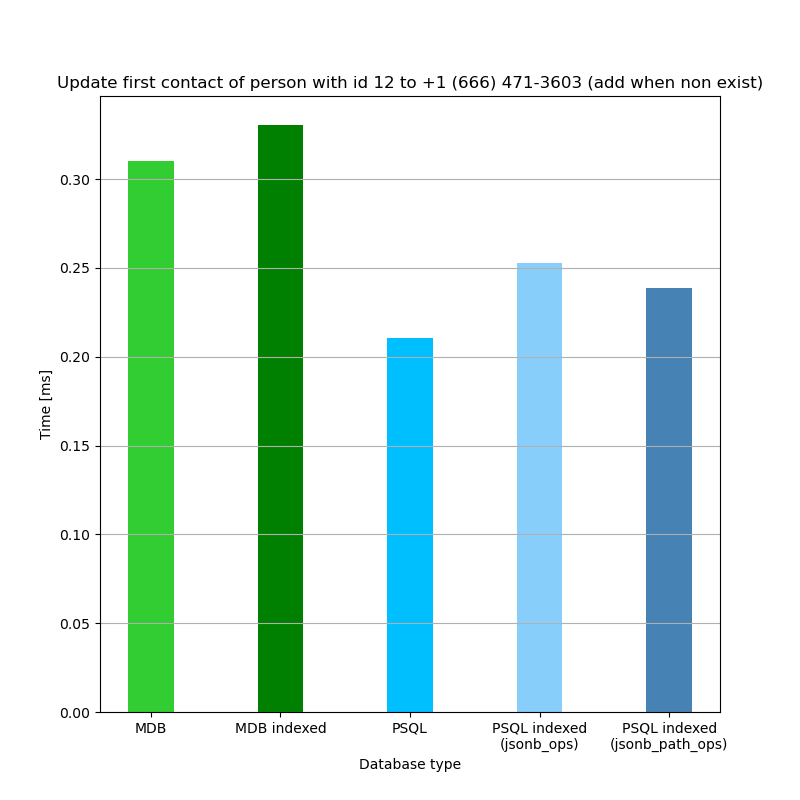 Update first contact of person with id 12 to +1 (666) 471-3603 (add when non exist)
0.30
0.25
0.20
0.15
0.10
0.05
0.00
Time [ms]
MDB
MDB indexed
PSQL
PSQL indexed
(jsonb_ops)
PSQL indexed
(jsonb_path_ops)
Database type